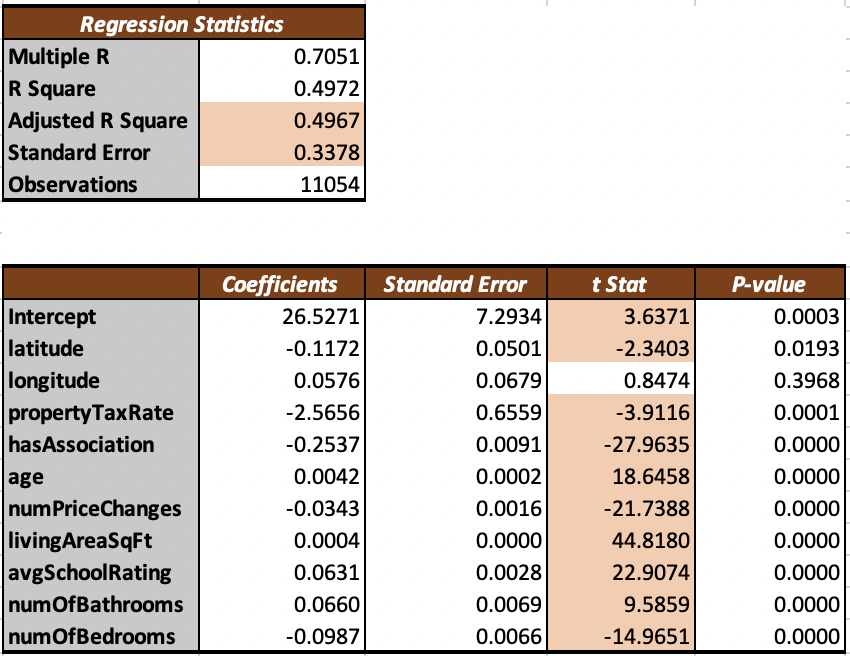 Regression Statistics
Multiple R 0.7051
R Square 0.4972
Adjusted R Square 0.4967
Standard Error 0.3378
Observations 11054
Coefficients Standard Error t Stat P-value
Intercept 26.5271 7.2934 3.6371 0.0003
latitude -0.1172 0.0501 -2.3403 0.0193
longitude 0.0576 0.0679 0.8474 0.3968
propertyTaxRate -2.5656 0.6559 -3.9116 0.0001
hasAssociation -0.2537 0.0091 -27.9635 0.0000
age 0.0042 0.0002 18.6458 0.0000
numPriceChanges -0.0343 0.0016 -21.7388 0.0000
livingAreaSqFt 0.0004 0.0000 44.8180 0.0000
avgSchoolRating 0.0631 0.0028 22.9074 0.0000
numOfBathrooms 0.0660 0.0069 9.5859 0.0000
numOfBedrooms -0.0987 0.0066 -14.9651 0.0000